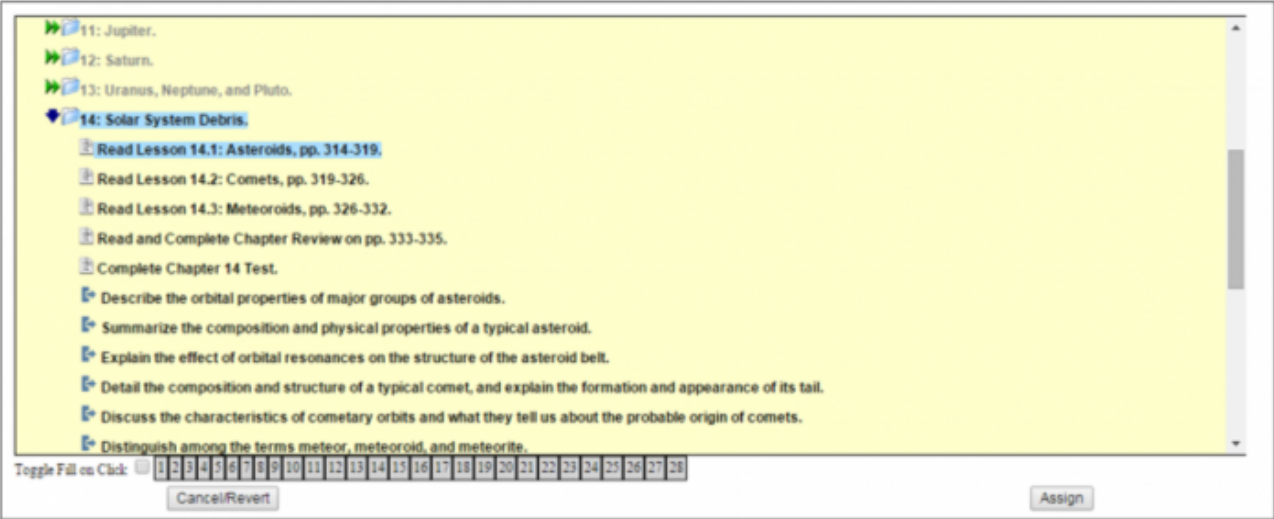 11: Jupiter.
12: Saturn.
13: Uranus, Neptune, and Pluto.
14: Solar System Debris.
Read Lesson 14.1: Asteroids, pp. 314-319.
Read Lesson 14.2: Comets, pp. 319-326.
Read Lesson 14.3: Meteoroids, pp. 326-332.
Read and Complete Chapter Review on pp. 333-335.
Complete Chapter 14 Test.
Describe the orbital properties of major groups of asteroids.
Summarize the composition and physical properties of a typical asteroid.
Explain the effect of orbital resonances on the structure of the asteroid belt.
Detail the composition and structure of a typical comet, and explain the formation and appearance of its tail.
Discuss the characteristics of cometary orbits and what they tell us about the probable origin of comets.
Distinguish among the terms meteor, meteoroid, and meteorite.
Toggle Fill on Click: 1 2 3 4 5 6 7 8 9 10 11 12 13 14 15 16 17 18 19 20 21 22 23 24 25 26 27 28
Cancel/Revert Assign